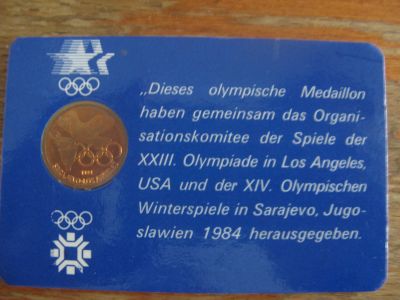 „Dieses olympische Medaillon
haben gemeinsam das Organi-
sationskomitee der Spiele der
XXIII. Olympiade in Los Angeles,
USA und der XIV. Olympischen
Winterspiele in Sarajevo, Jugo-
slawien 1984 herausgegeben.